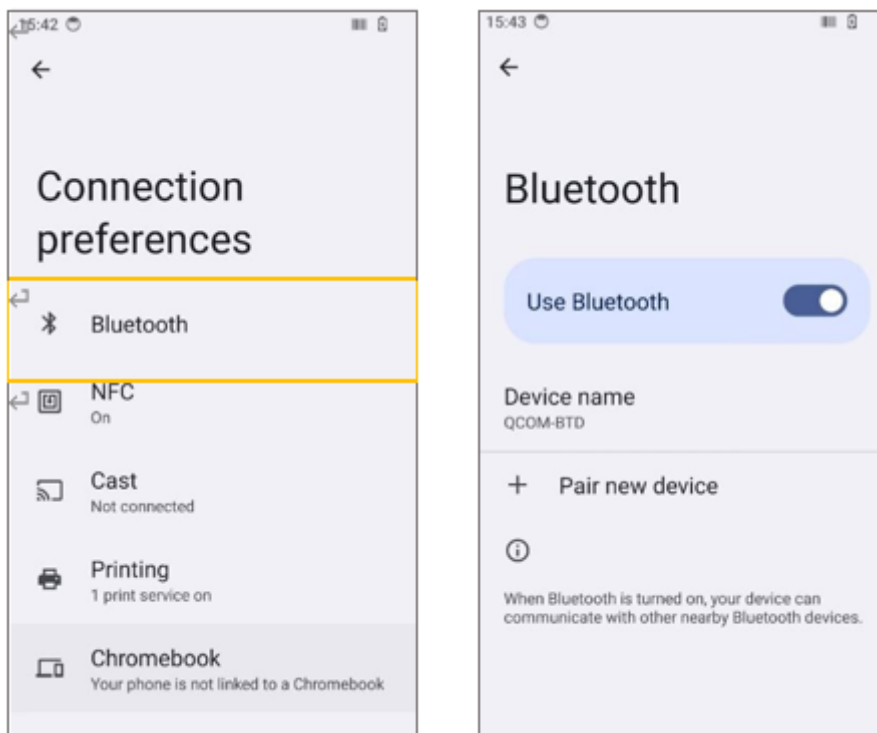 15:42
Connection
preferences
Bluetooth
NFC
On
Cast
Not connected
Printing
1 print service on
Chromebook
Your phone is not linked to a Chromebook
15:43
Bluetooth
Use Bluetooth
Device name
QCOM-BTD
Pair new device
When Bluetooth is turned on, your device can
communicate with other nearby Bluetooth devices.